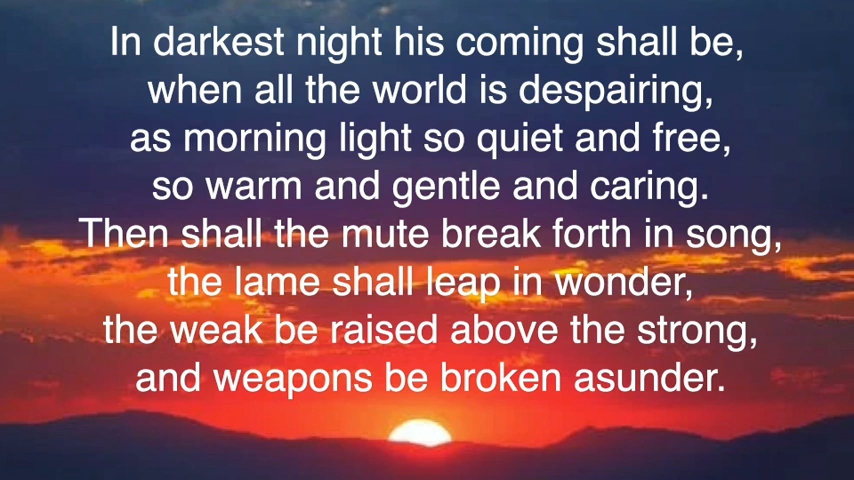 In darkest night his coming shall be,
when all the world is despairing,
as morning light so quiet and free,
so warm and gentle and caring.
Then shall the mute break forth in song,
the lame shall leap in wonder,
the weak be raised above the strong,
and weapons be broken asunder.